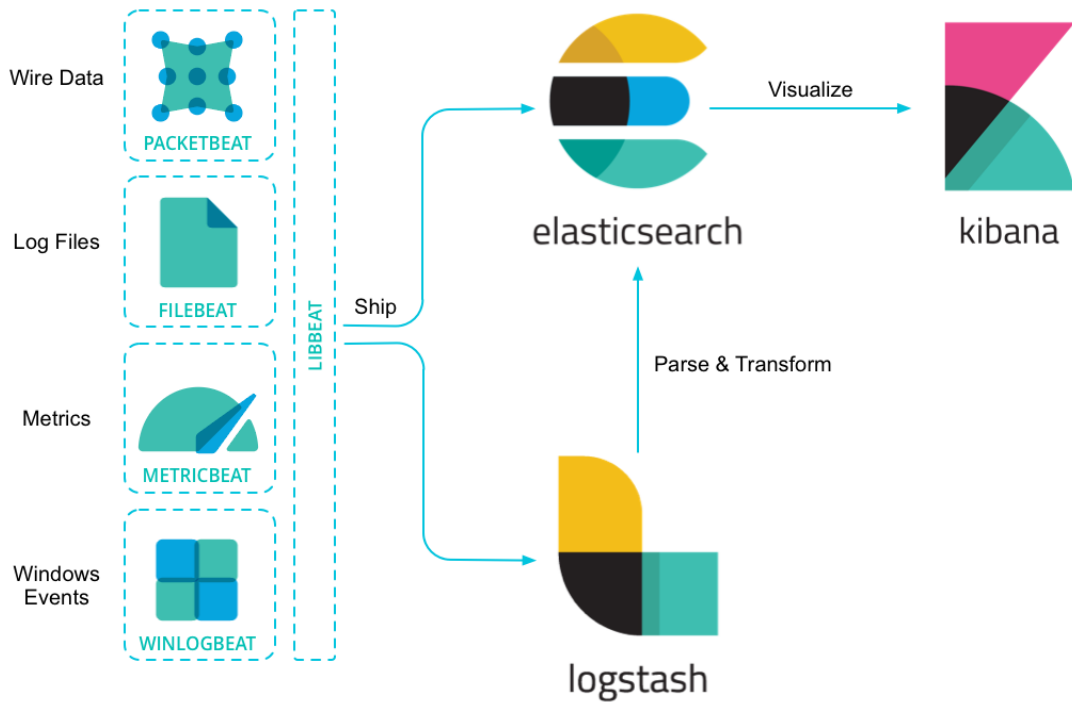 Wire Data
PACKETBEAT
Log Files
FILEBEAT
Metrics
METRICBEAT
Windows
Events
WINLOGBEAT
LIBBEAT
Ship
elasticsearch
Visualize
kibana
Parse & Transform
logstash